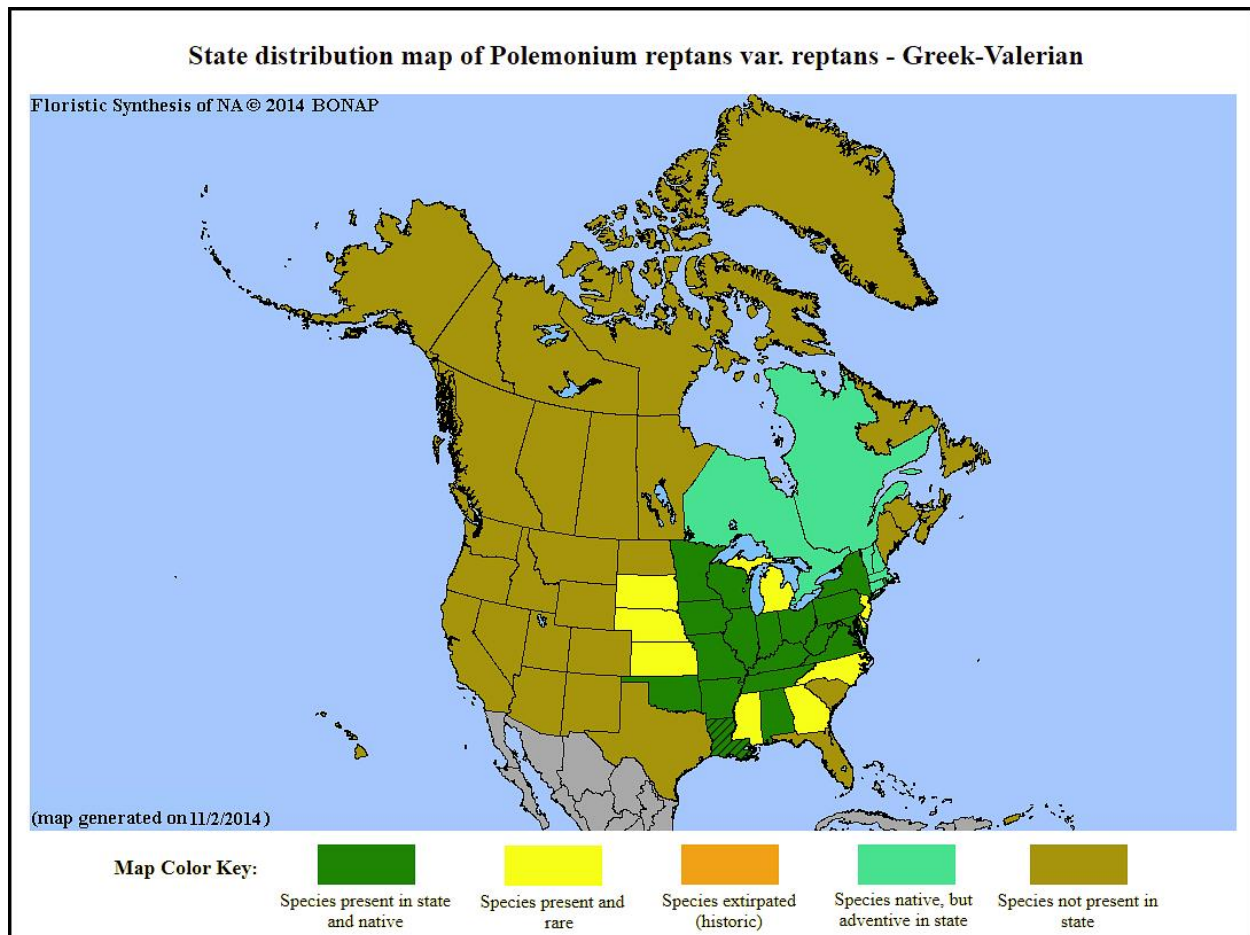 State distribution map of Polemonium reptans var. reptans - Greek-Valerian
Floristic Synthesis of NA © 2014 BONAP
(map generated on 11/2/2014)
Map Color Key:
Species present in state
and native
Species present and
rare
Species extirpated
(historic)
Species native, but
adventive in state
Species not present in
state